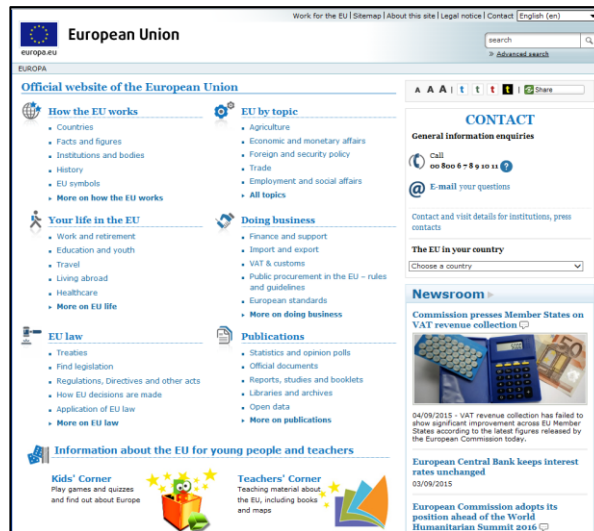 Work for the EU | Sitemap | About this site | Legal notice | Contact English (en)
European Union
europa.eu
search
» Advanced search
EUROPA
Official website of the European Union
How the EU works
Countries
Facts and figures
Institutions and bodies
History
EU symbols
More on how the EU works
EU by topic
Agriculture
Economic and monetary affairs
Foreign and security policy
Trade
Employment and social affairs
All topics
Your life in the EU
Work and retirement
Education and youth
Travel
Living abroad
Healthcare
More on EU life
Doing business
Finance and support
Import and export
VAT & customs
Public procurement in the EU – rules
and guidelines
European standards
More on doing business
EU law
Treaties
Find legislation
Regulations, Directives and other acts
How EU decisions are made
Application of EU law
More on EU law
Publications
Statistics and opinion polls
Official documents
Reports, studies and booklets
Libraries and archives
Open data
More on publications
Information about the EU for young people and teachers
Kids' Corner
Play games and quizzes
and find out about Europe
Teachers' Corner
Teaching material about
the EU, including books
and maps
A A A | t t t t | Share
CONTACT
General information enquiries
Call
00 800 6 7 8 9 10 11 ?
@ E-mail your questions
Contact and visit details for institutions, press
contacts
The EU in your country
Choose a country
Newsroom
Commission presses Member States on
VAT revenue collection
50
04/09/2015 - VAT revenue collection has failed to
show significant improvement across EU Member
States according to the latest figures released by
the European Commission today.
European Central Bank keeps interest
rates unchanged
03/09/2015
European Commission adopts its
position ahead of the World
Humanitarian Summit 2016